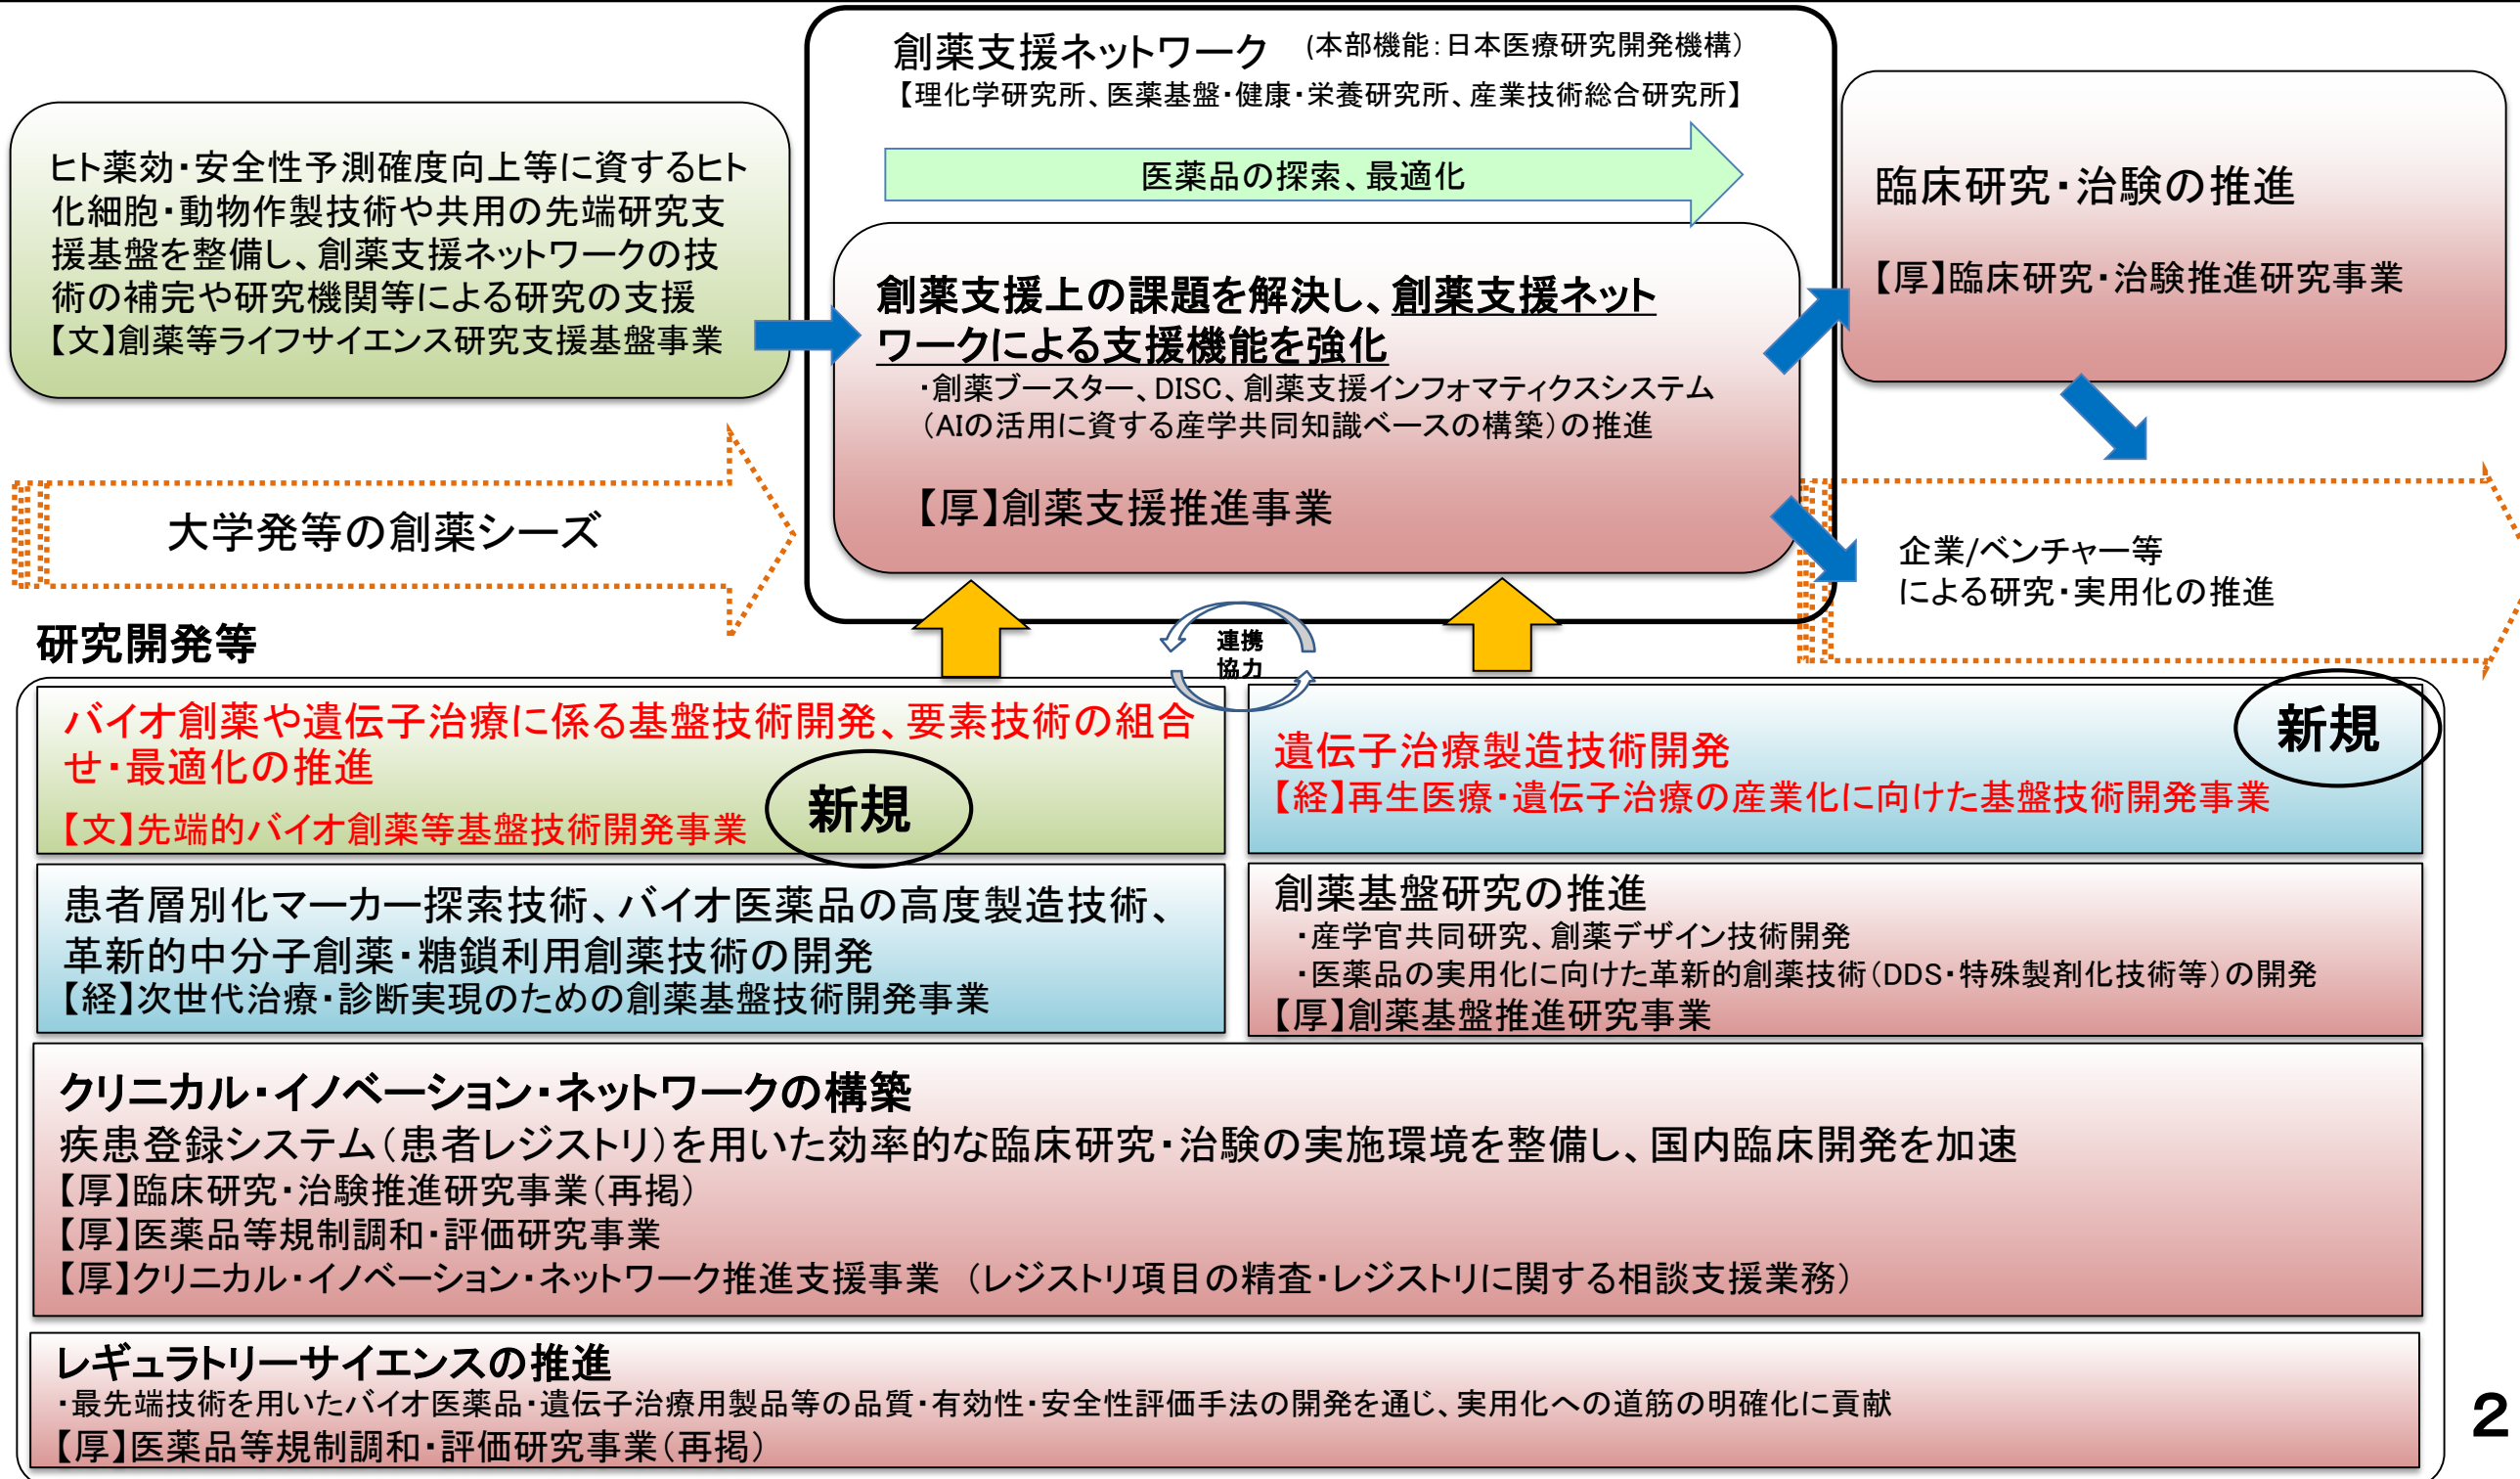 創薬支援ネットワーク (本部機能:日本医療研究開発機構)
【理化学研究所、医薬基盤・健康・栄養研究所、産業技術総合研究所】
医薬品の探索、最適化
ヒト薬効・安全性予測確度向上等に資するヒト
化細胞・動物作製技術や共用の先端研究支
援基盤を整備し、創薬支援ネットワークの技
術の補完や研究機関等による研究の支援
【文】創薬等ライフサイエンス研究支援基盤事業
創薬支援上の課題を解決し、創薬支援ネット
ワークによる支援機能を強化
・創薬ブースター、DISC、創薬支援インフォマティクスシステム
(AIの活用に資する産学共同知識ベースの構築)の推進
【厚】創薬支援推進事業
臨床研究・治験の推進
【厚】臨床研究・治験推進研究事業
大学発等の創薬シーズ
企業/ベンチャー等
による研究・実用化の推進
研究開発等
連携
協力
バイオ創薬や遺伝子治療に係る基盤技術開発、要素技術の組合
せ・最適化の推進
【文】先端的バイオ創薬等基盤技術開発事業
新規
遺伝子治療製造技術開発
【経】再生医療・遺伝子治療の産業化に向けた基盤技術開発事業
新規
患者層別化マーカー探索技術、バイオ医薬品の高度製造技術、
革新的中分子創薬・糖鎖利用創薬技術の開発
【経】次世代治療・診断実現のための創薬基盤技術開発事業
創薬基盤研究の推進
・産学官共同研究、創薬デザイン技術開発
・医薬品の実用化に向けた革新的創薬技術(DDS・特殊製剤化技術等)の開発
【厚】創薬基盤推進研究事業
クリニカル・イノベーション・ネットワークの構築
疾患登録システム(患者レジストリ)を用いた効率的な臨床研究・治験の実施環境を整備し、国内臨床開発を加速
【厚】臨床研究・治験推進研究事業(再掲)
【厚】医薬品等規制調和・評価研究事業
【厚】クリニカル・イノベーション・ネットワーク推進支援事業 (レジストリ項目の精査・レジストリに関する相談支援業務)
レギュラトリーサイエンスの推進
・最先端技術を用いたバイオ医薬品・遺伝子治療用製品等の品質・有効性・安全性評価手法の開発を通じ、実用化への道筋の明確化に貢献
【厚】医薬品等規制調和・評価研究事業(再掲)
2